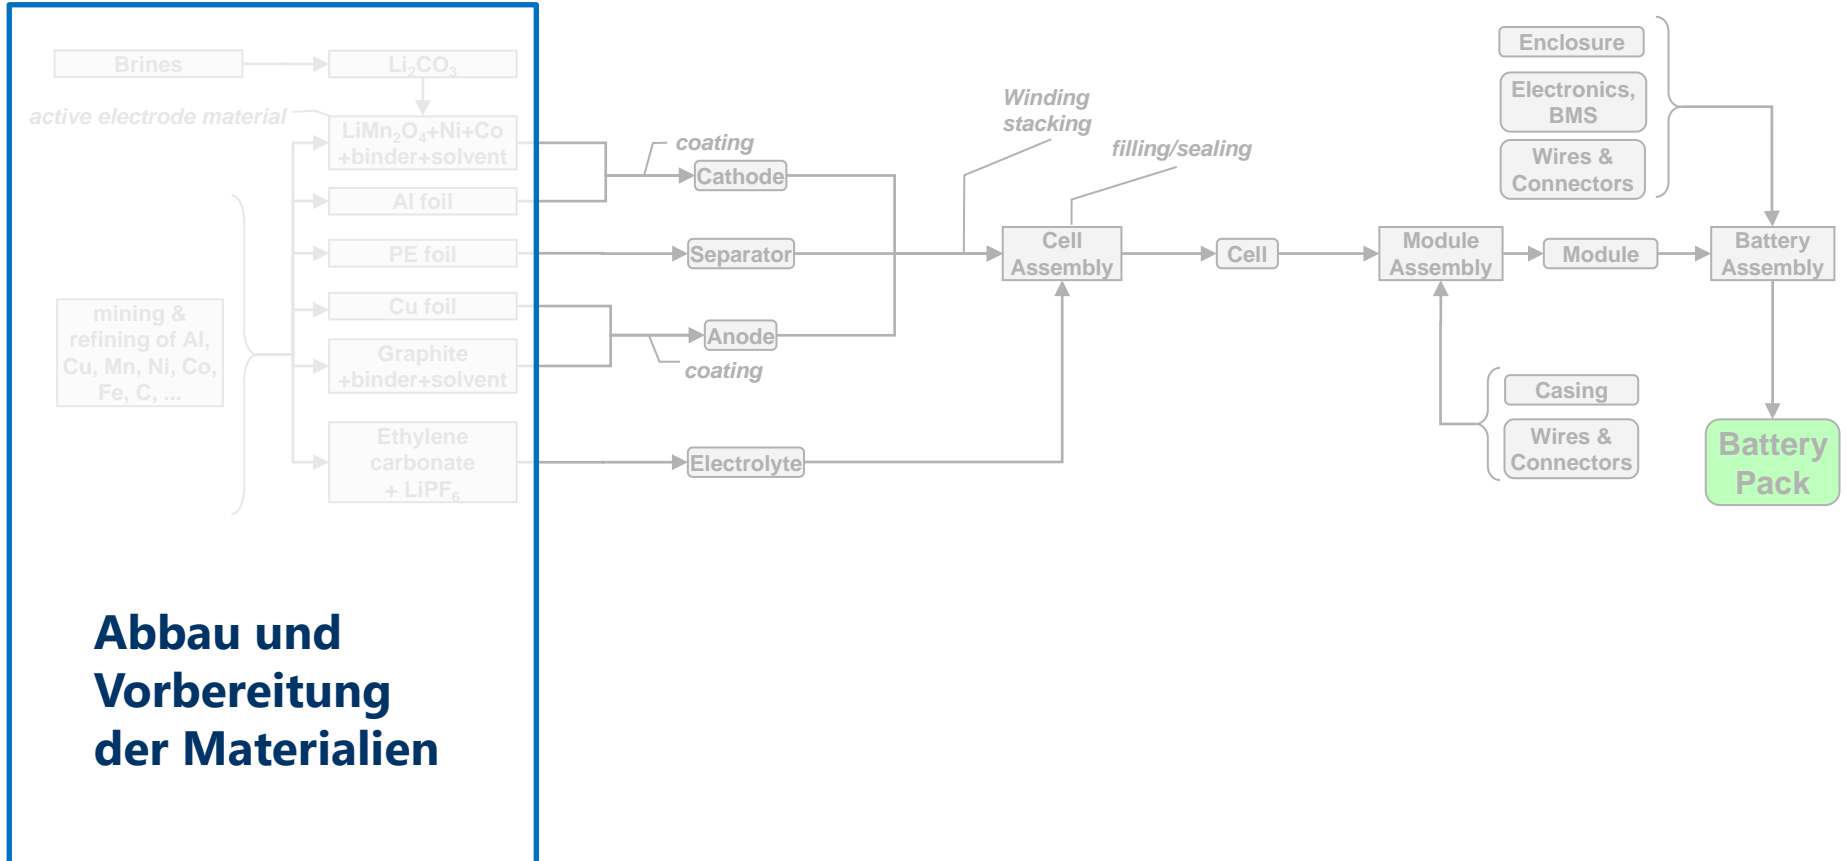 Brines
Li₂CO₃
active electrode material
LiMn₂O₄+Ni+Co
+binder+solvent
Al foil
PE foil
Cu foil
mining &
refining of Al,
Cu, Mn, Ni, Co,
Fe, C, ...
Graphite
+binder+solvent
Ethylene
carbonate
+ LiPF₆
Abbau und
Vorbereitung
der Materialien
coating
Cathode
Separator
Anode
coating
Electrolyte
Winding
stacking
filling/sealing
Cell
Assembly
Cell
Module
Assembly
Module
Casing
Wires &
Connectors
Enclosure
Electronics,
BMS
Wires &
Connectors
Battery
Assembly
Battery
Pack